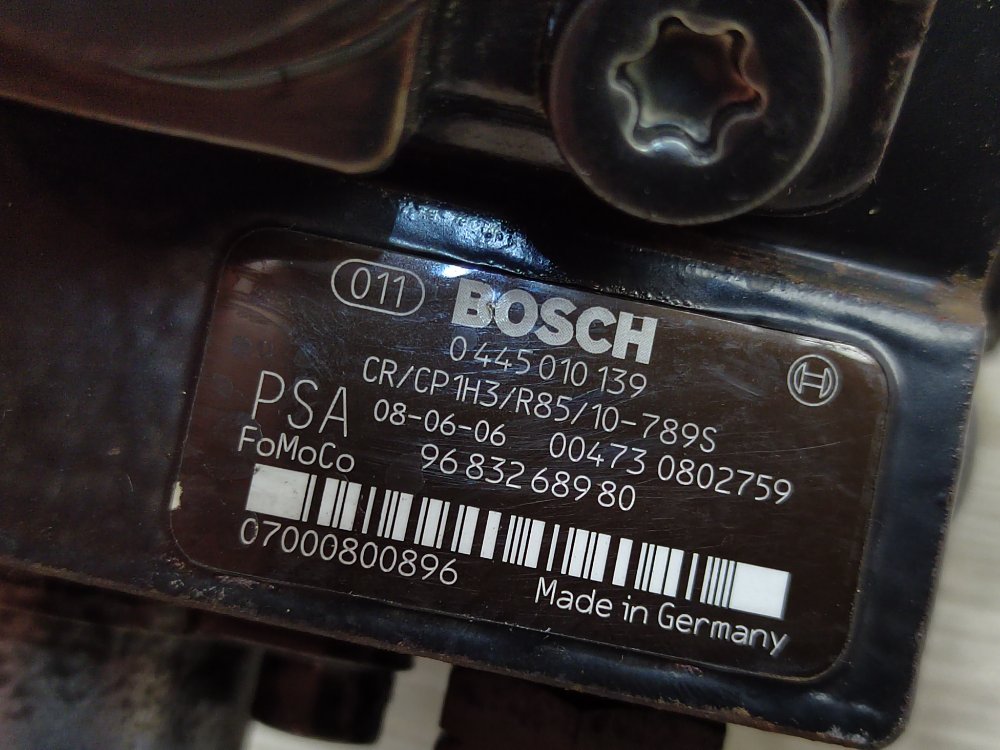 011 BOSCH
0 445 010 139
CR/CP1H3/R85/10-789S
PSA 08-06-06 00473 0802759
FoMoCo 96 832 689 80
07000800896
Made in Germany